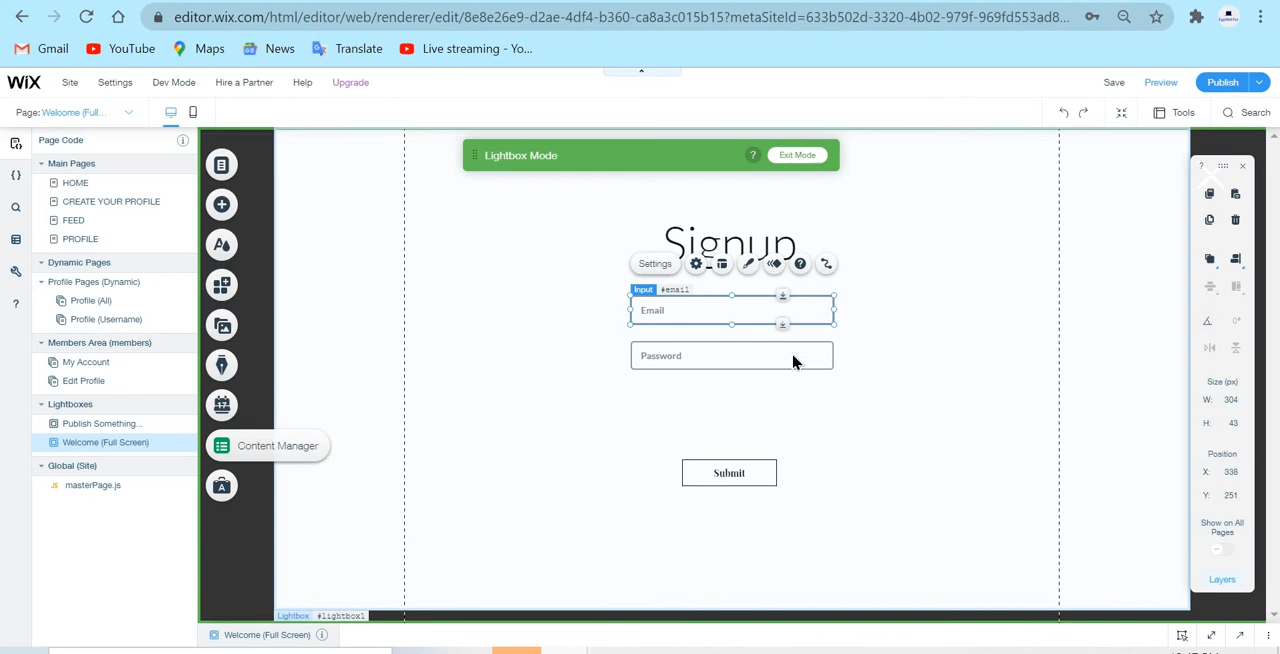 editor.wix.com/html/editor/web/renderer/edit/8e8e26e9-d2ae-4df4-b360-ca8a3c015b15?metaSiteId=633b502d-3320-4b02-979f-969fd553ad8...
Gmail YouTube Maps News Translate Live streaming - Yo...
WiX Site Settings Dev Mode Hire a Partner Help Upgrade Save Preview Publish
Page: Welcome (Full... Tools Search
Page Code
Main Pages
HOME
CREATE YOUR PROFILE
FEED
PROFILE
Dynamic Pages
Profile Pages (Dynamic)
Profile (All)
Profile (Username)
Members Area (members)
My Account
Edit Profile
Lightboxes
Publish Something...
Welcome (Full Screen)
Global (Site)
JS masterPage.js
Content Manager
Lightbox Mode ? Exit Mode
Signup
Settings
Input #email
Email
Password
Submit
Lightbox #lightbox1
Welcome (Full Screen)
Size (px)
W: 304
H: 43
Position
X: 338
Y: 251
Show on All
Pages
Layers